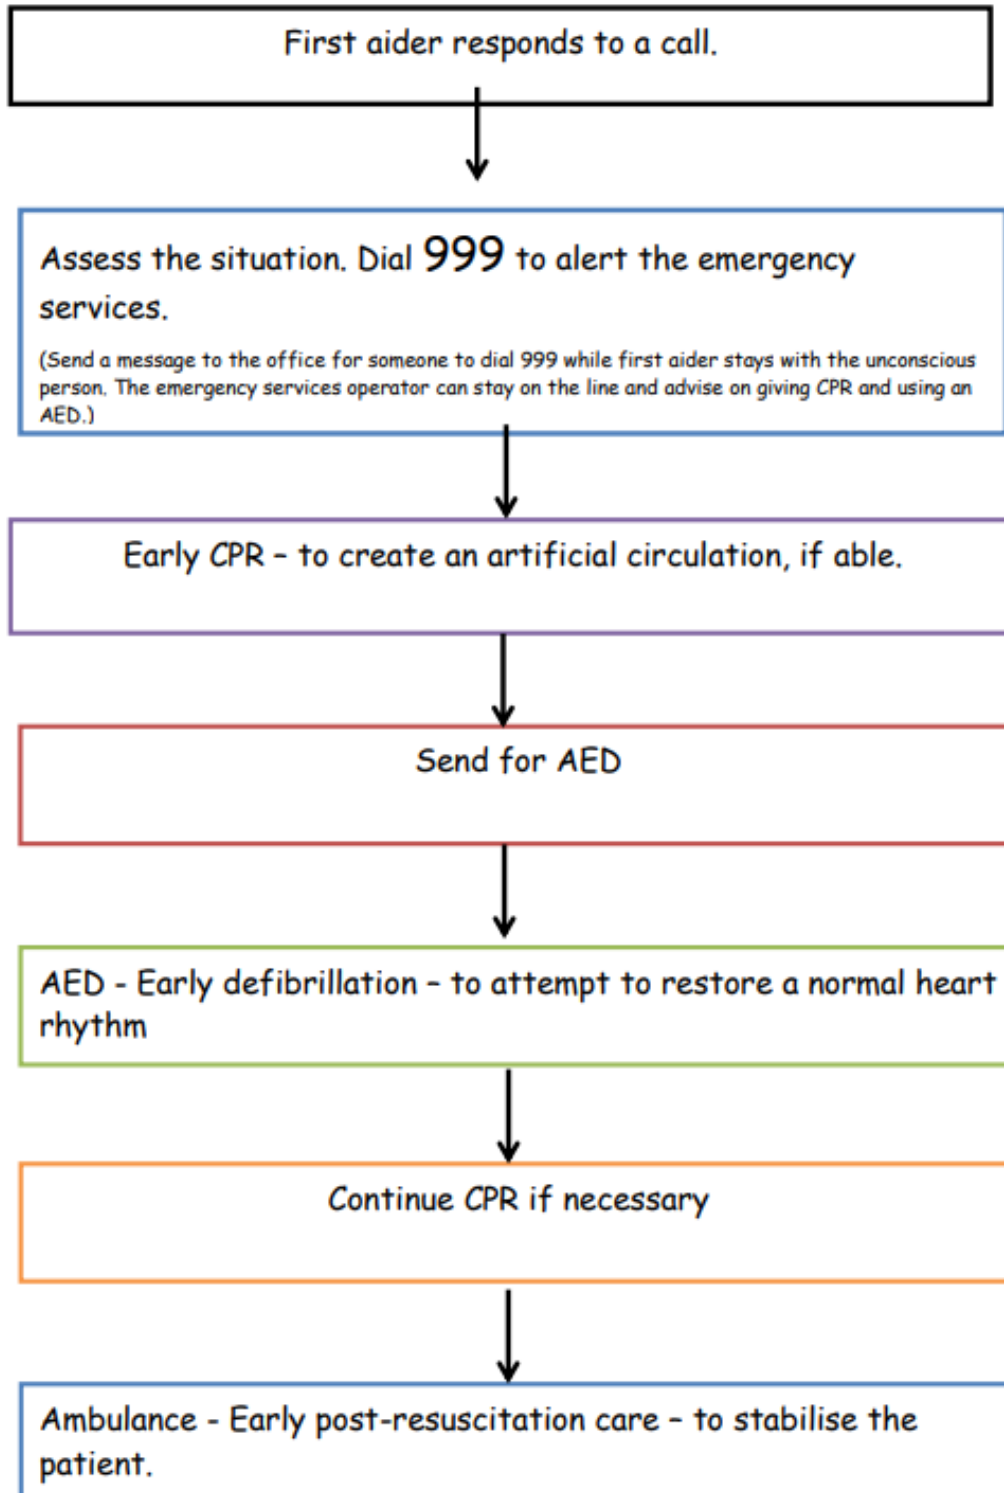 First aider responds to a call.
Assess the situation. Dial 999 to alert the emergency
services.
(Send a message to the office for someone to dial 999 while first aider stays with the unconscious
person. The emergency services operator can stay on the line and advise on giving CPR and using an
AED.)
Early CPR – to create an artificial circulation, if able.
Send for AED
AED - Early defibrillation – to attempt to restore a normal heart
rhythm
Continue CPR if necessary
Ambulance - Early post-resuscitation care – to stabilise the
patient.